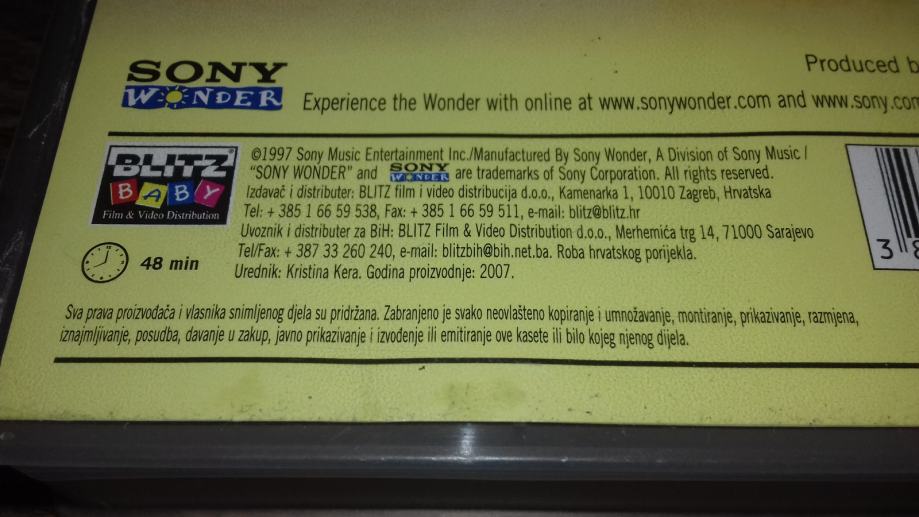 SONY
WONDER
Produced b
Experience the Wonder with online at www.sonywonder.com and www.sony.com
BLITZ®
BABY
Film & Video Distribution
©1997 Sony Music Entertainment Inc./Manufactured By Sony Wonder, A Division of Sony Music /
"SONY WONDER" and SONY WONDER are trademarks of Sony Corporation. All rights reserved.
Izdavač i distributer: BLITZ film i video distribucija d.o.o., Kamenarka 1, 10010 Zagreb, Hrvatska
Tel: + 385 1 66 59 538, Fax: + 385 1 66 59 511, e-mail: blitz@blitz.hr
Uvoznik i distributer za BiH: BLITZ Film & Video Distribution d.o.o., Merhemića trg 14, 71000 Sarajevo
Tel/Fax: + 387 33 260 240, e-mail: blitzbih@bih.net.ba. Roba hrvatskog porijekla.
Urednik: Kristina Kera. Godina proizvodnje: 2007.
48 min
3 8
Sva prava proizvođača i vlasnika snimljenog djela su pridržana. Zabranjeno je svako neovlašteno kopiranje i umnožavanje, montiranje, prikazivanje, razmjena,
iznajmljivanje, posudba, davanje u zakup, javno prikazivanje i izvođenje ili emitiranje ove kasete ili bilo kojeg njenog dijela.